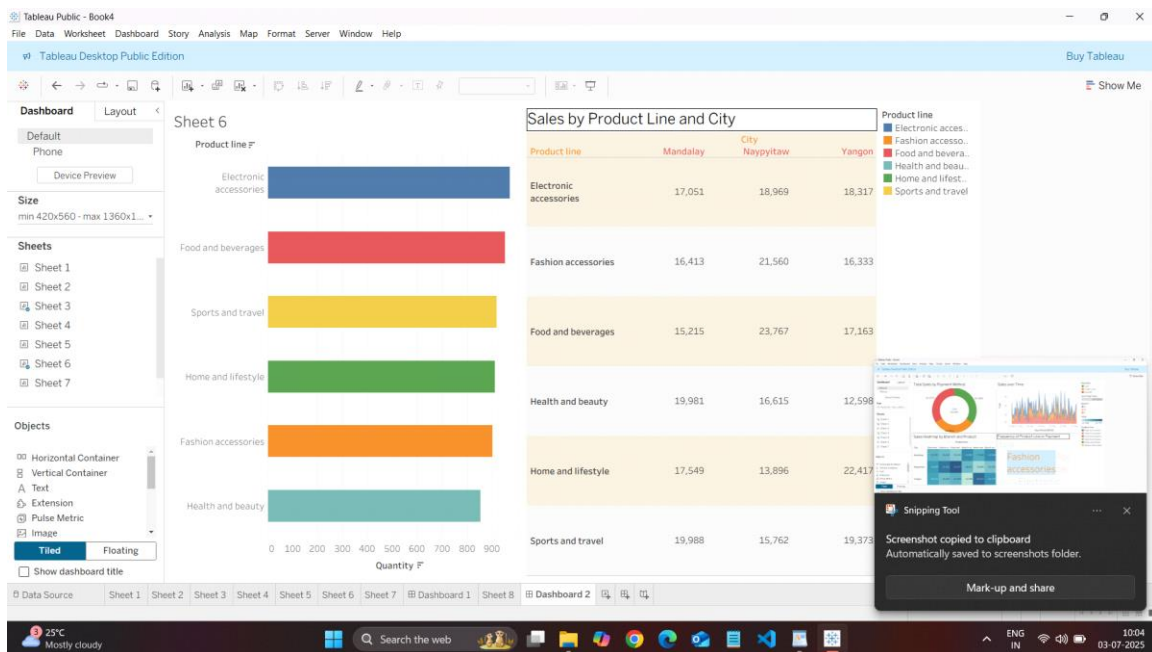 Tableau Public - Book4
File Data Worksheet Dashboard Story Analysis Map Format Server Window Help
Tableau Desktop Public Edition
Buy Tableau
Show Me
Dashboard Layout
Default
Phone
Device Preview
Size
min 420x560 - max 1360x1...
Sheets
Sheet 1
Sheet 2
Sheet 3
Sheet 4
Sheet 5
Sheet 6
Sheet 7
Objects
Horizontal Container
Vertical Container
Text
Extension
Pulse Metric
Image
Tiled Floating
Show dashboard title
Sheet 6
Product line
Electronic
accessories
Food and beverages
Sports and travel
Home and lifestyle
Fashion accessories
Health and beauty
0 100 200 300 400 500 600 700 800 900
Quantity
Sales by Product Line and City
City
Product line Mandalay Naypyitaw Yangon
Electronic
accessories 17,051 18,969 18,317
Fashion accessories 16,413 21,560 16,333
Food and beverages 15,215 23,767 17,163
Health and beauty 19,981 16,615 12,598
Home and lifestyle 17,549 13,896 22,417
Sports and travel 19,988 15,762 19,373
Product line
Electronic acces..
Fashion accesso..
Food and bevera..
Health and beau..
Home and lifest..
Sports and travel
Fashion
accessories
Snipping Tool
Screenshot copied to clipboard
Automatically saved to screenshots folder.
Mark-up and share
Data Source Sheet 1 Sheet 2 Sheet 3 Sheet 4 Sheet 5 Sheet 6 Sheet 7 Dashboard 1 Sheet 8 Dashboard 2
3
25°C
Mostly cloudy
Search the web
ENG
IN
10:04
03-07-2025